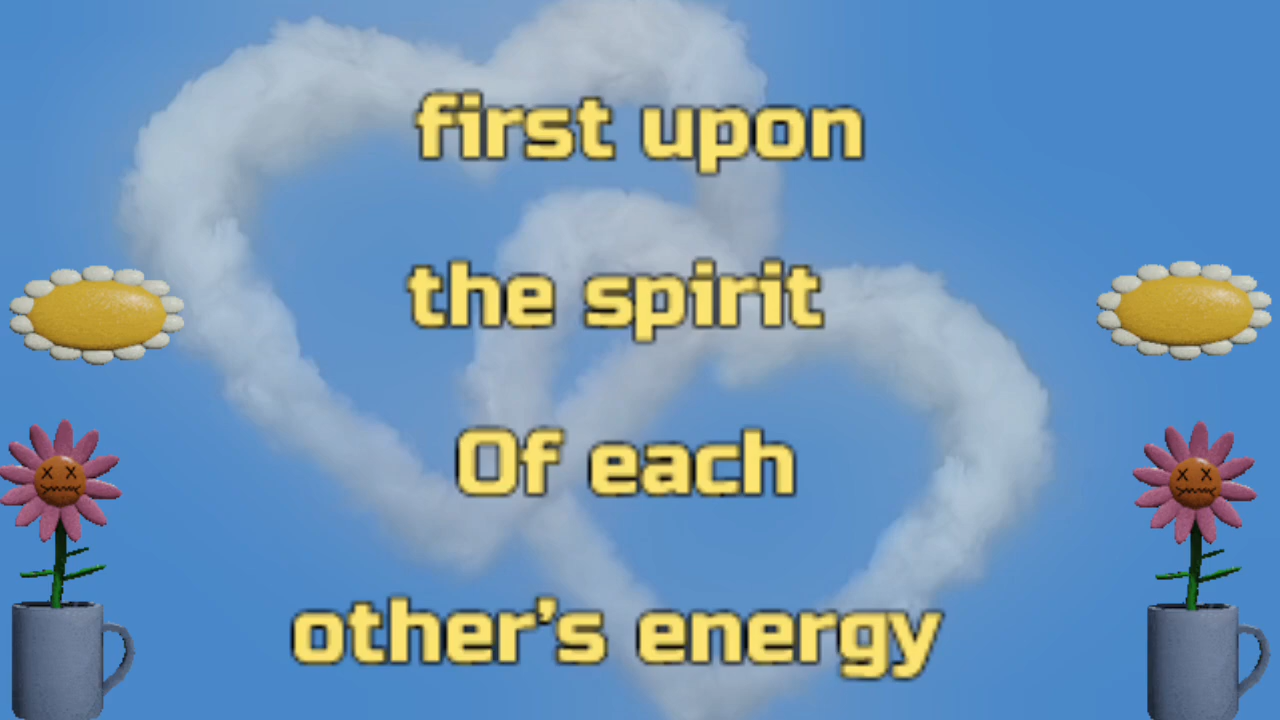 first upon
the spirit
Of each
other's energy